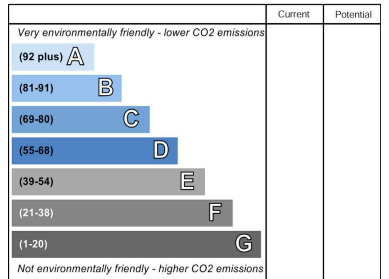 Current Potential
Very environmentally friendly - lower CO2 emissions
(92 plus) A
(81-91) B
(69-80) C
(55-68) D
(39-54) E
(21-38) F
(1-20) G
Not environmentally friendly - higher CO2 emissions